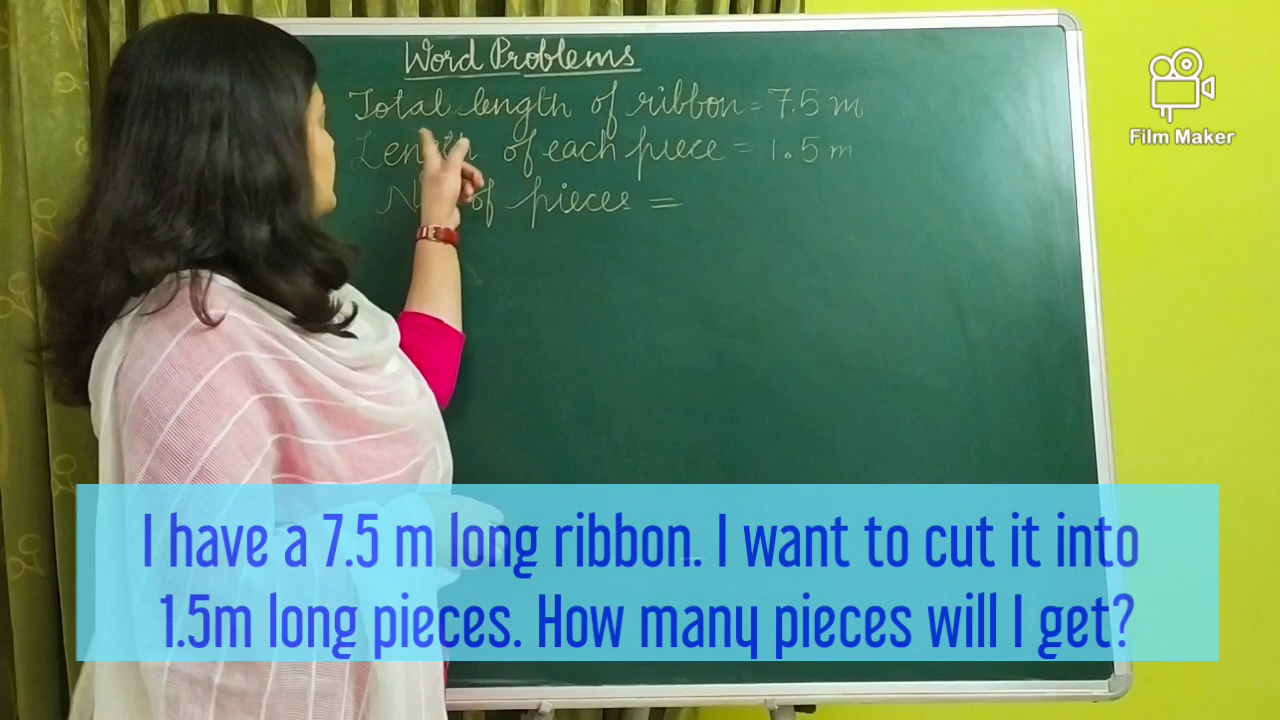 Word Problems
Total length of ribbon = 7.5 m
Length of each piece = 1.5 m
of pieces =
Film Maker
I have a 7.5 m long ribbon. I want to cut it into
1.5m long pieces. How many pieces will I get?